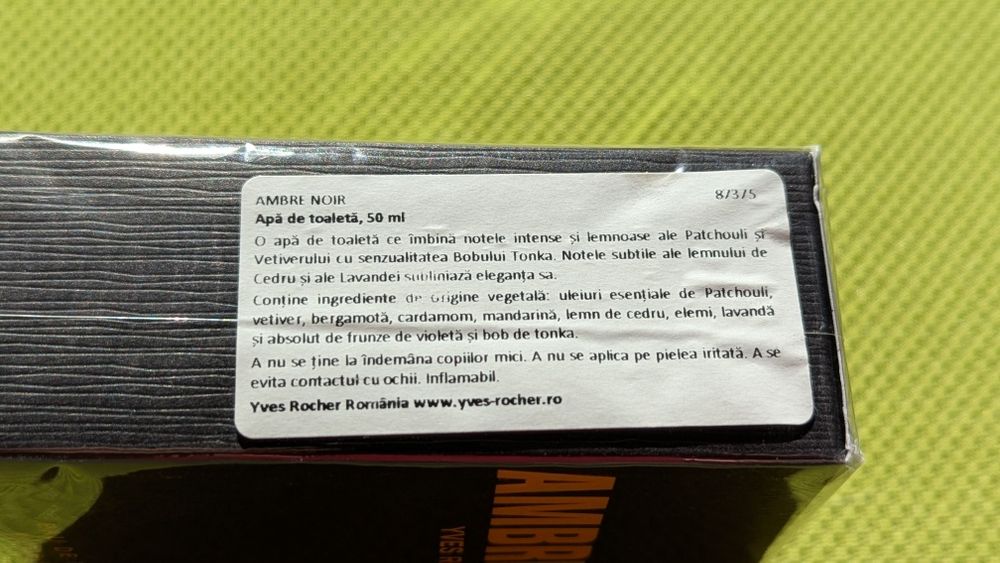 AMBRE NOIR 87375
Apă de toaletă, 50 ml
O apă de toaletă ce îmbină notele intense și lemnoase ale Patchouli și
Vetiverului cu senzualitatea Bobului Tonka. Notele subtile ale lemnului de
Cedru și ale Lavandei subliniază eleganța sa.
Conține ingrediente de origine vegetală: uleiuri esențiale de Patchouli,
vetiver, bergamotă, cardamom, mandarină, lemn de cedru, elemi, lavandă
și absolut de frunze de violetă și bob de tonka.
A nu se ține la îndemâna copiilor mici. A nu se aplica pe pielea iritată. A se
evita contactul cu ochii. Inflamabil.
Yves Rocher România www.yves-rocher.ro
AMBR
YVES